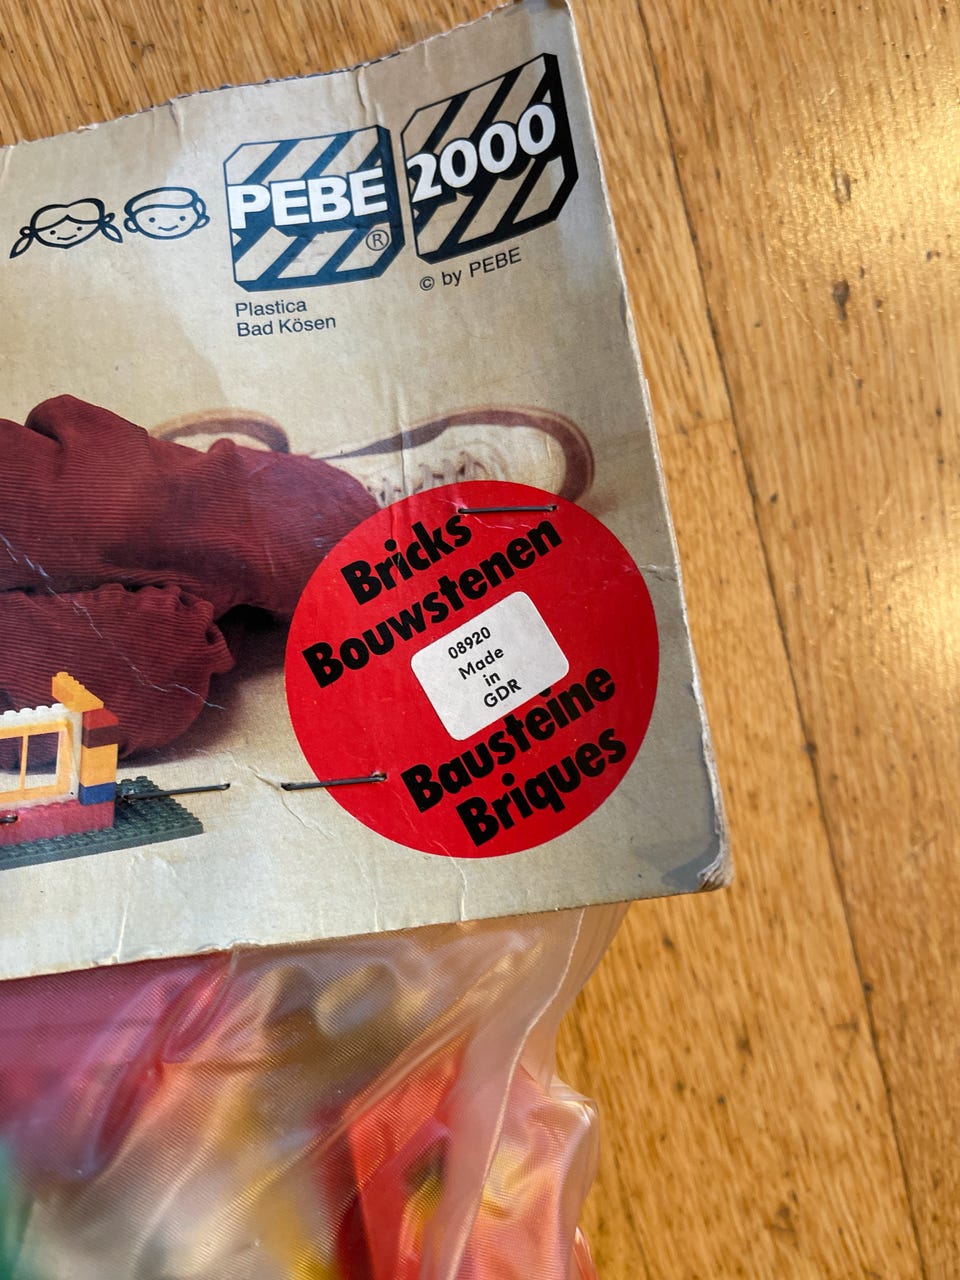 PEBE
®
2000
© by PEBE
Plastica
Bad Kösen
Bricks
Bouwstenen
08920
Made
in
GDR
Bausteine
Briques